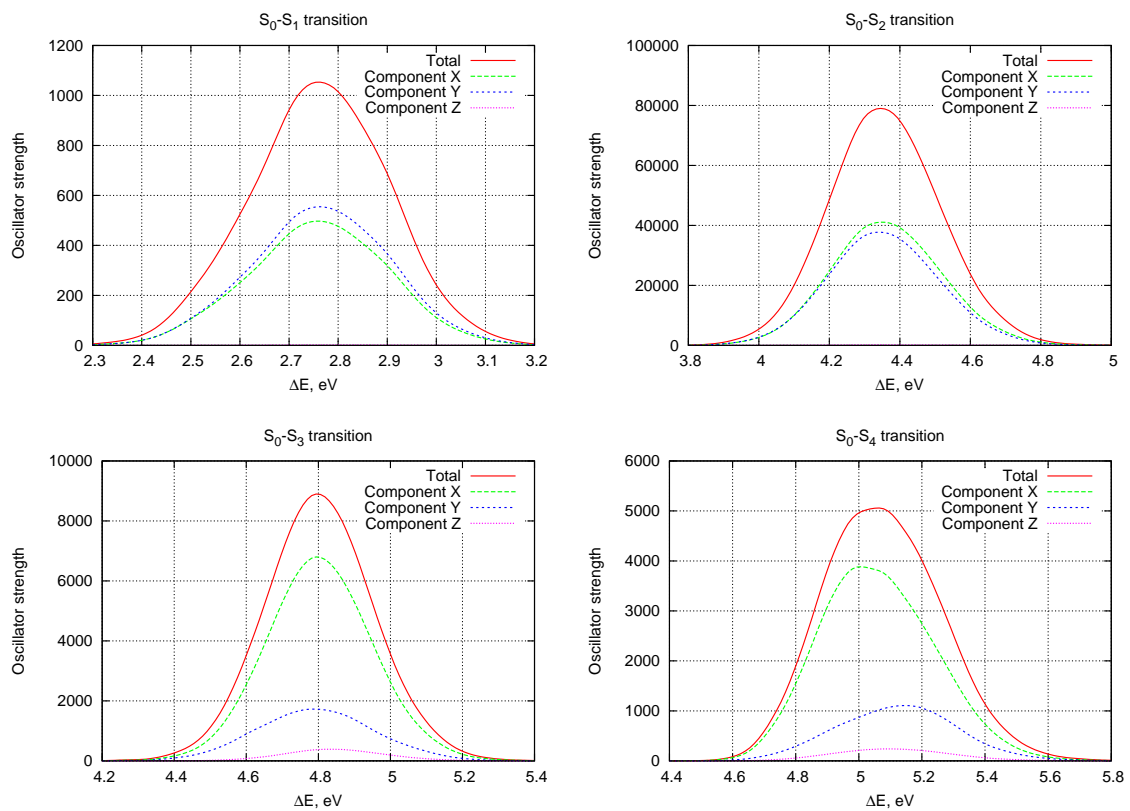 S0-S1 transition
Oscillator strength
1200
1000
800
600
400
200
0
Total
Component X
Component Y
Component Z
2.3 2.4 2.5 2.6 2.7 2.8 2.9 3 3.1 3.2
ΔE, eV
S0-S2 transition
Oscillator strength
100000
80000
60000
40000
20000
0
Total
Component X
Component Y
Component Z
3.8 4 4.2 4.4 4.6 4.8 5
ΔE, eV
S0-S3 transition
Oscillator strength
10000
8000
6000
4000
2000
0
Total
Component X
Component Y
Component Z
4.2 4.4 4.6 4.8 5 5.2 5.4
ΔE, eV
S0-S4 transition
Oscillator strength
6000
5000
4000
3000
2000
1000
0
Total
Component X
Component Y
Component Z
4.4 4.6 4.8 5 5.2 5.4 5.6 5.8
ΔE, eV